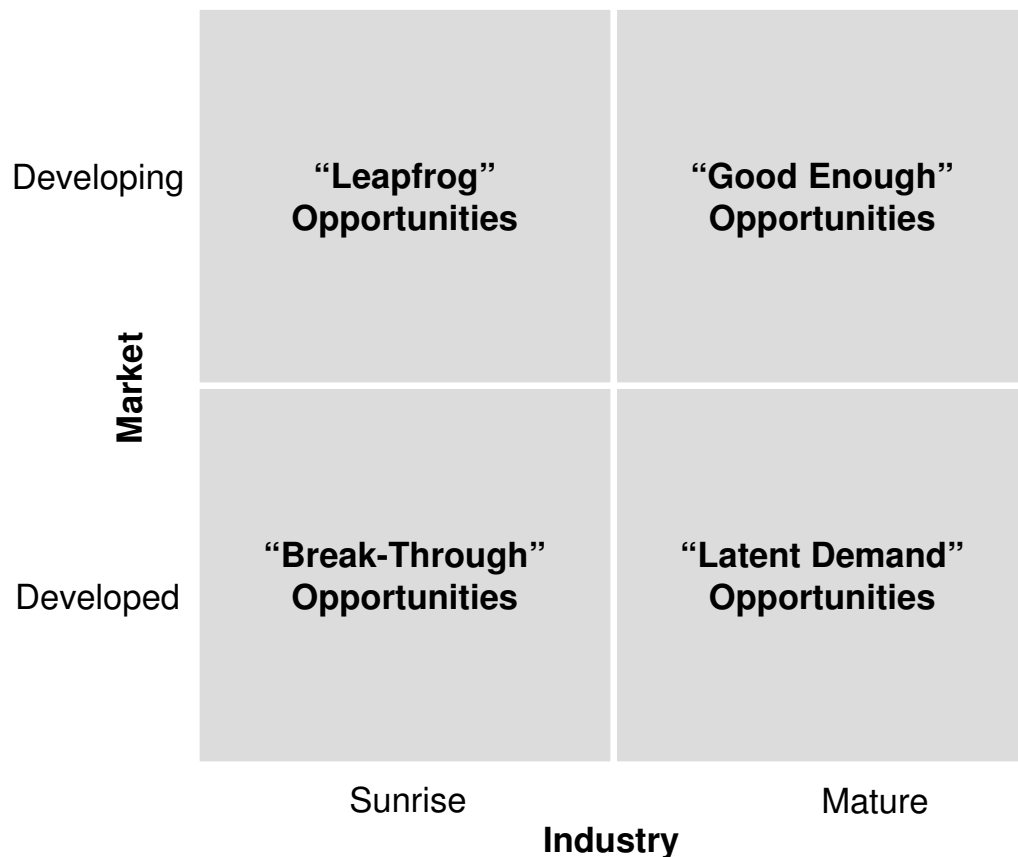 Developing
“Leapfrog”
Opportunities
“Good Enough”
Opportunities
Market
Developed
“Break-Through”
Opportunities
“Latent Demand”
Opportunities
Sunrise
Mature
Industry